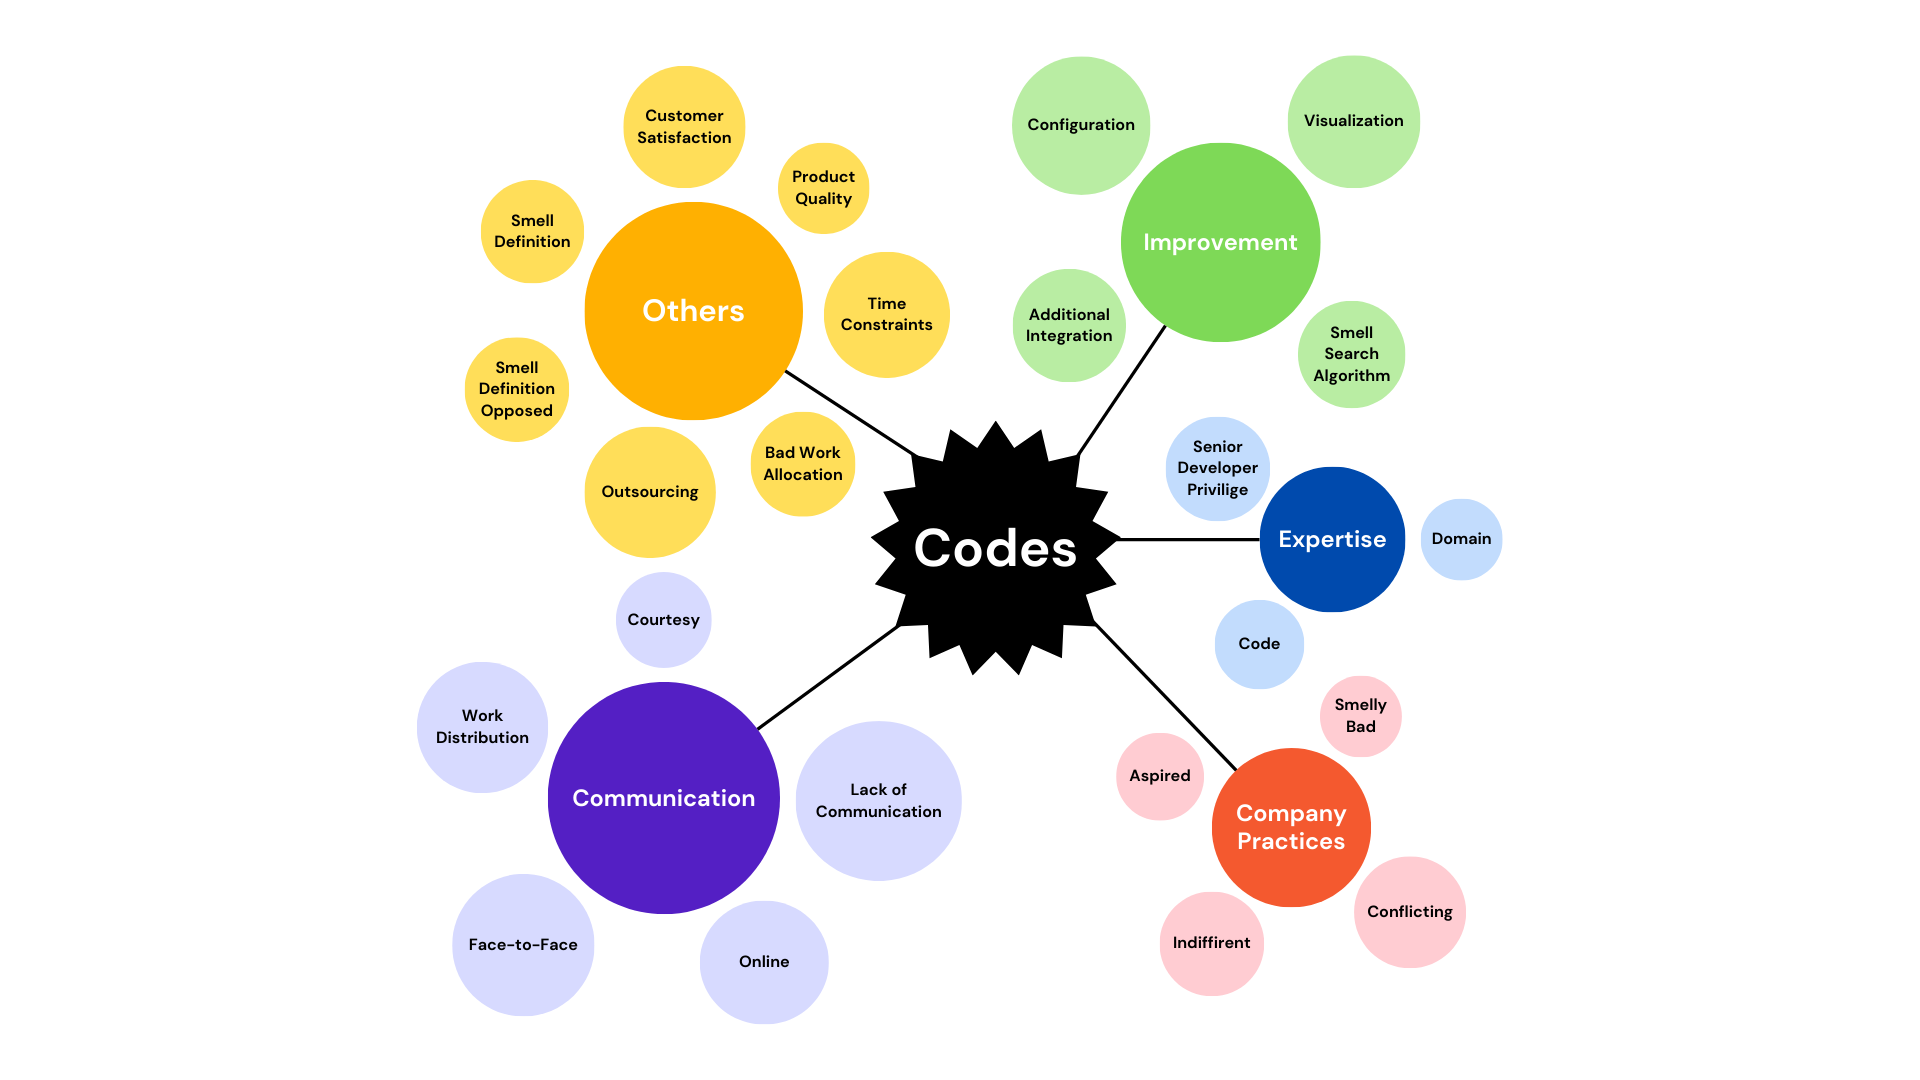 Customer
Satisfaction
Product
Quality
Smell
Definition
Others
Time
Constraints
Smell
Definition
Opposed
Bad Work
Allocation
Outsourcing
Configuration
Visualization
Improvement
Additional
Integration
Smell
Search
Algorithm
Codes
Senior
Developer
Privilige
Expertise
Domain
Code
Courtesy
Work
Distribution
Communication
Lack of
Communication
Face-to-Face
Online
Smelly
Bad
Aspired
Company
Practices
Conflicting
Indiffirent